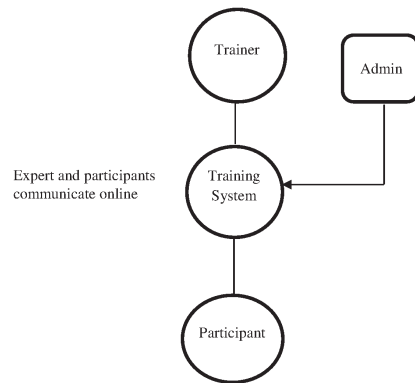 Trainer
Admin
Expert and participants
communicate online
Training
System
Participant